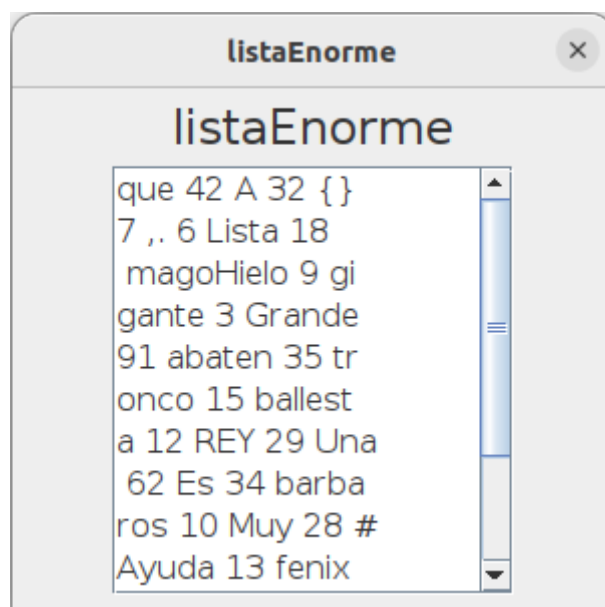 listaEnorme
listaEnorme
que 42 A 32 {}
7 ,. 6 Lista 18
magoHielo 9 gi
gante 3 Grande
91 abaten 35 tr
onco 15 ballest
a 12 REY 29 Una
62 Es 34 barba
ros 10 Muy 28 #
Ayuda 13 fenix